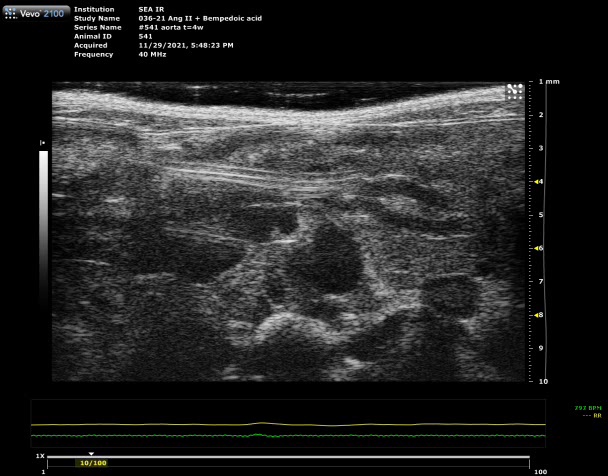 Vevo 2100
Institution SEA IR
Study Name 036-21 Ang II + Bempedoic acid
Series Name #541 aorta t=4w
Animal ID 541
Acquired 11/29/2021, 5:48:23 PM
Frequency 40 MHz
1 mm
2
3
4
5
6
7
8
9
10
292 BPM
--- RR
1X
10/100
1 100